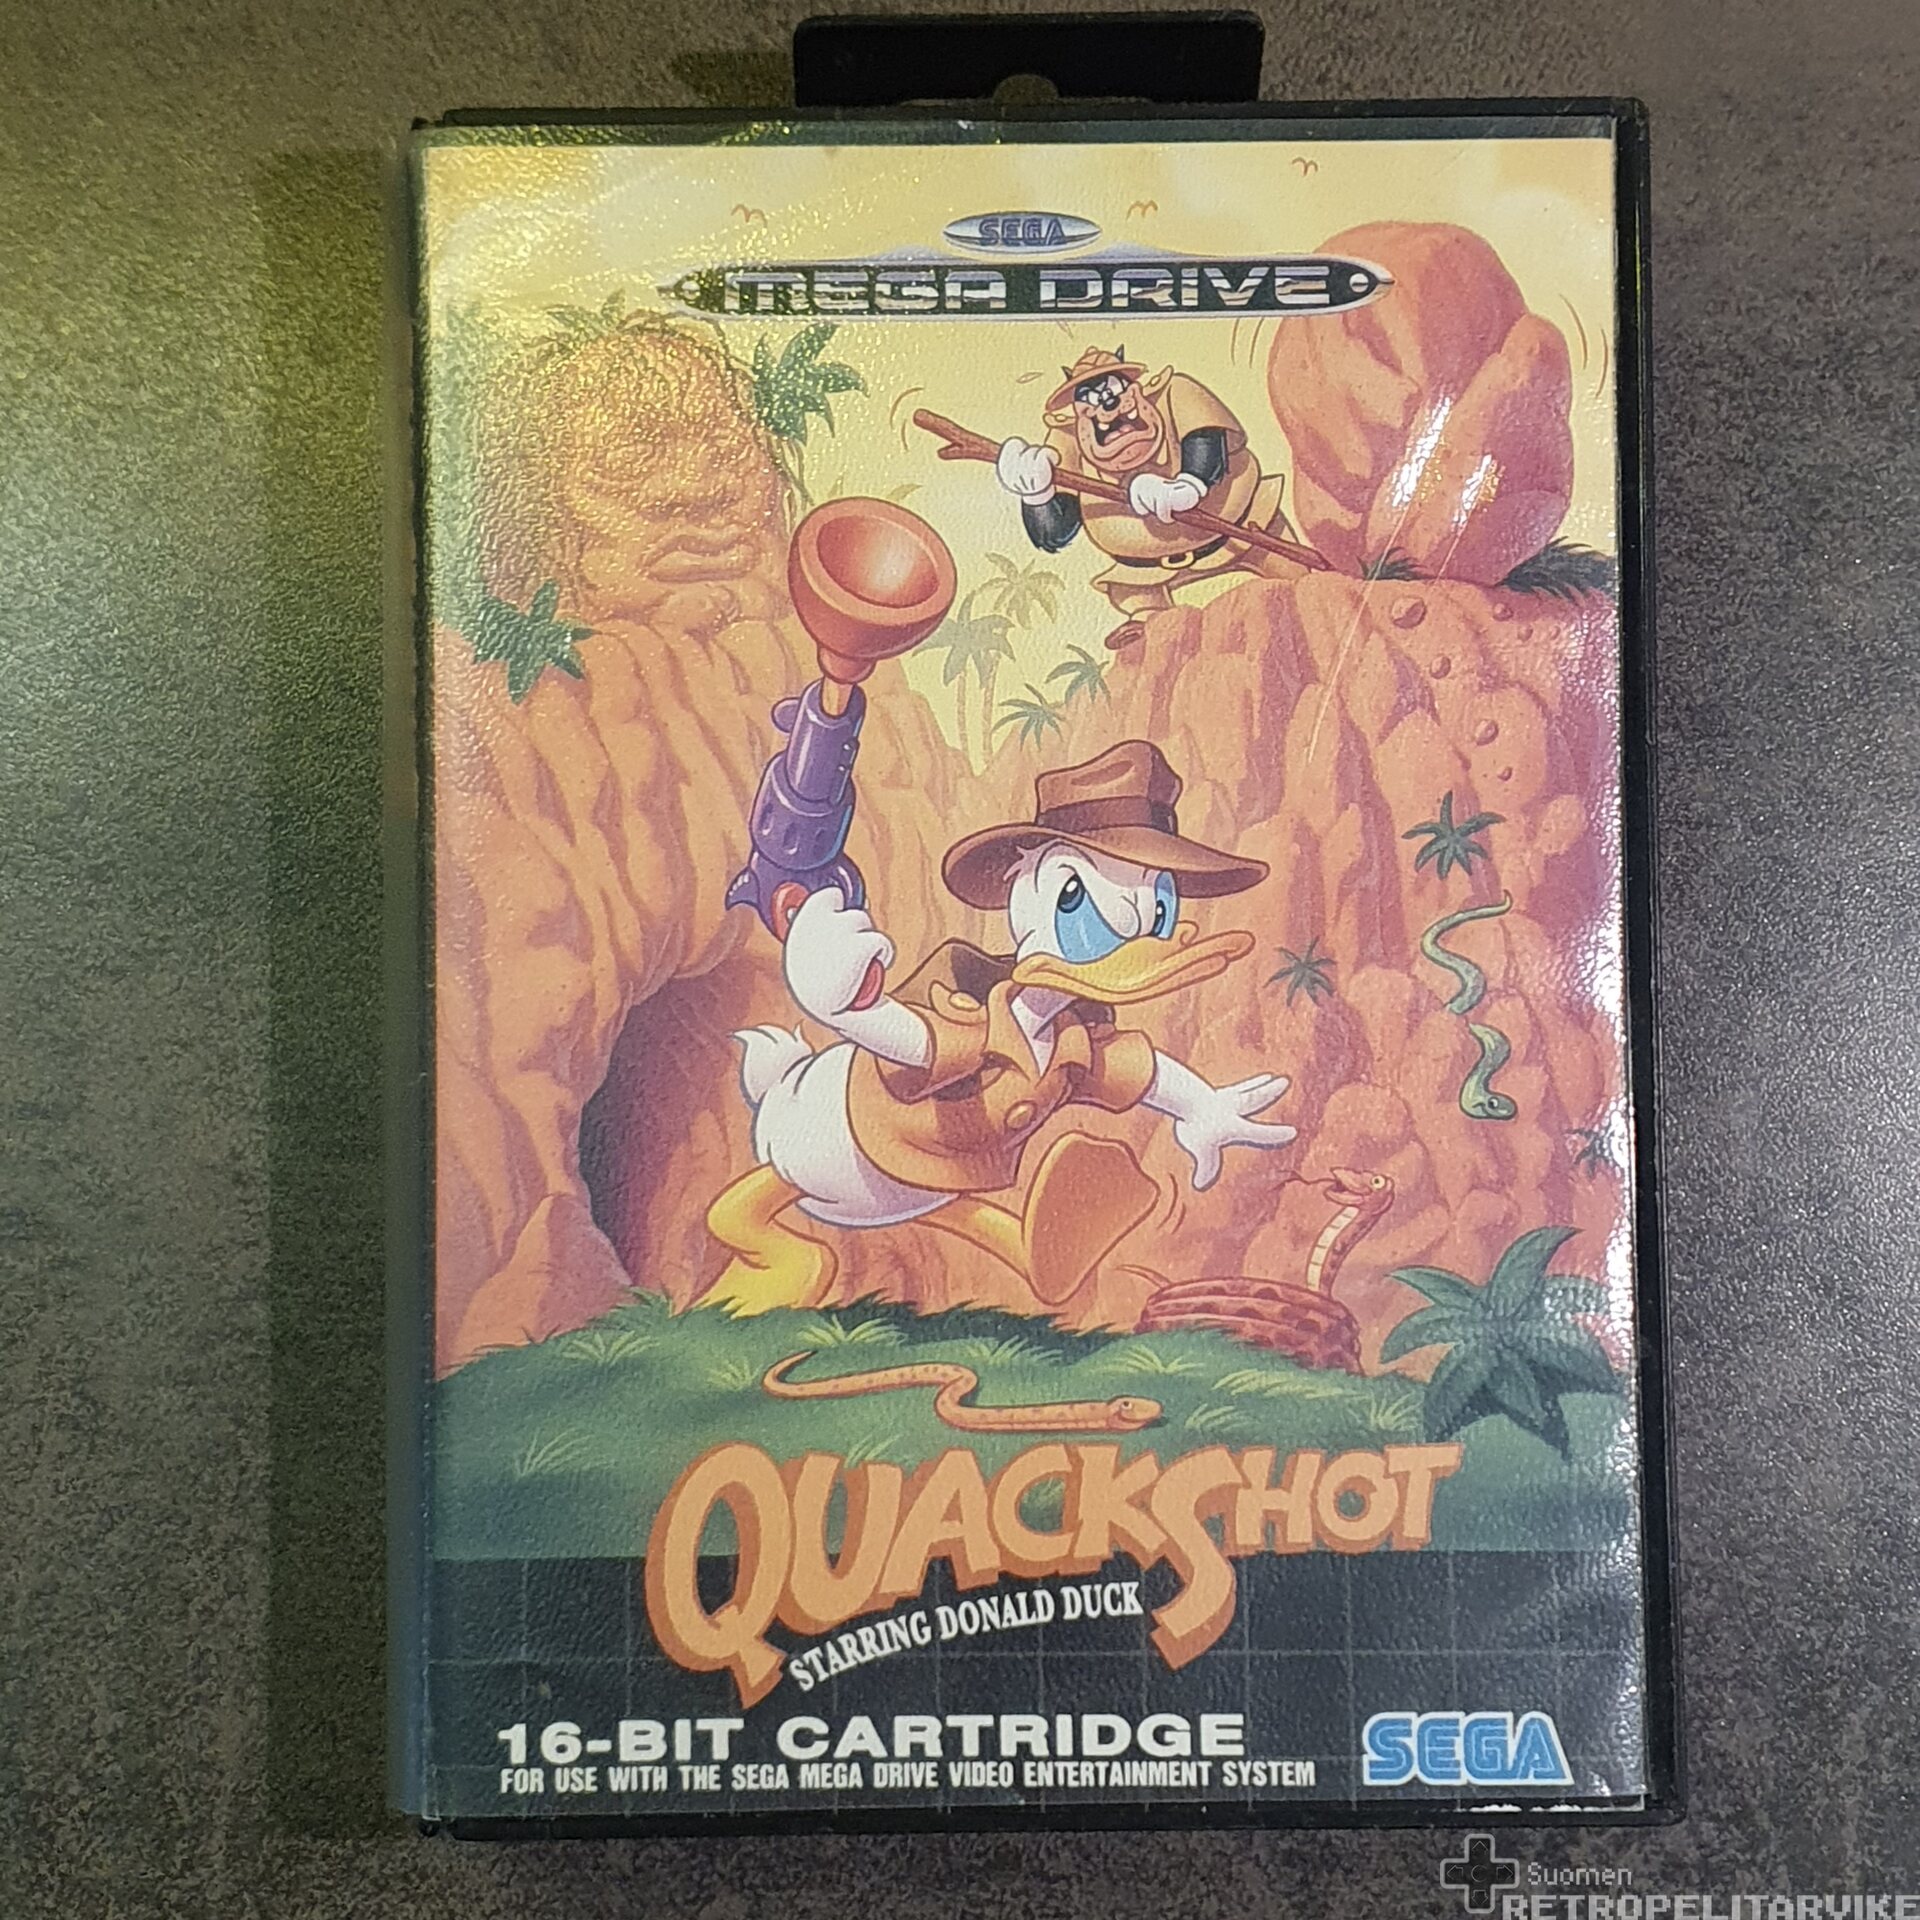 SEGA
MEGA DRIVE
QUACKSHOT
STARRING DONALD DUCK
16-BIT CARTRIDGE
FOR USE WITH THE SEGA MEGA DRIVE VIDEO ENTERTAINMENT SYSTEM
SEGA
Suomen
RETROPELITARVIKE